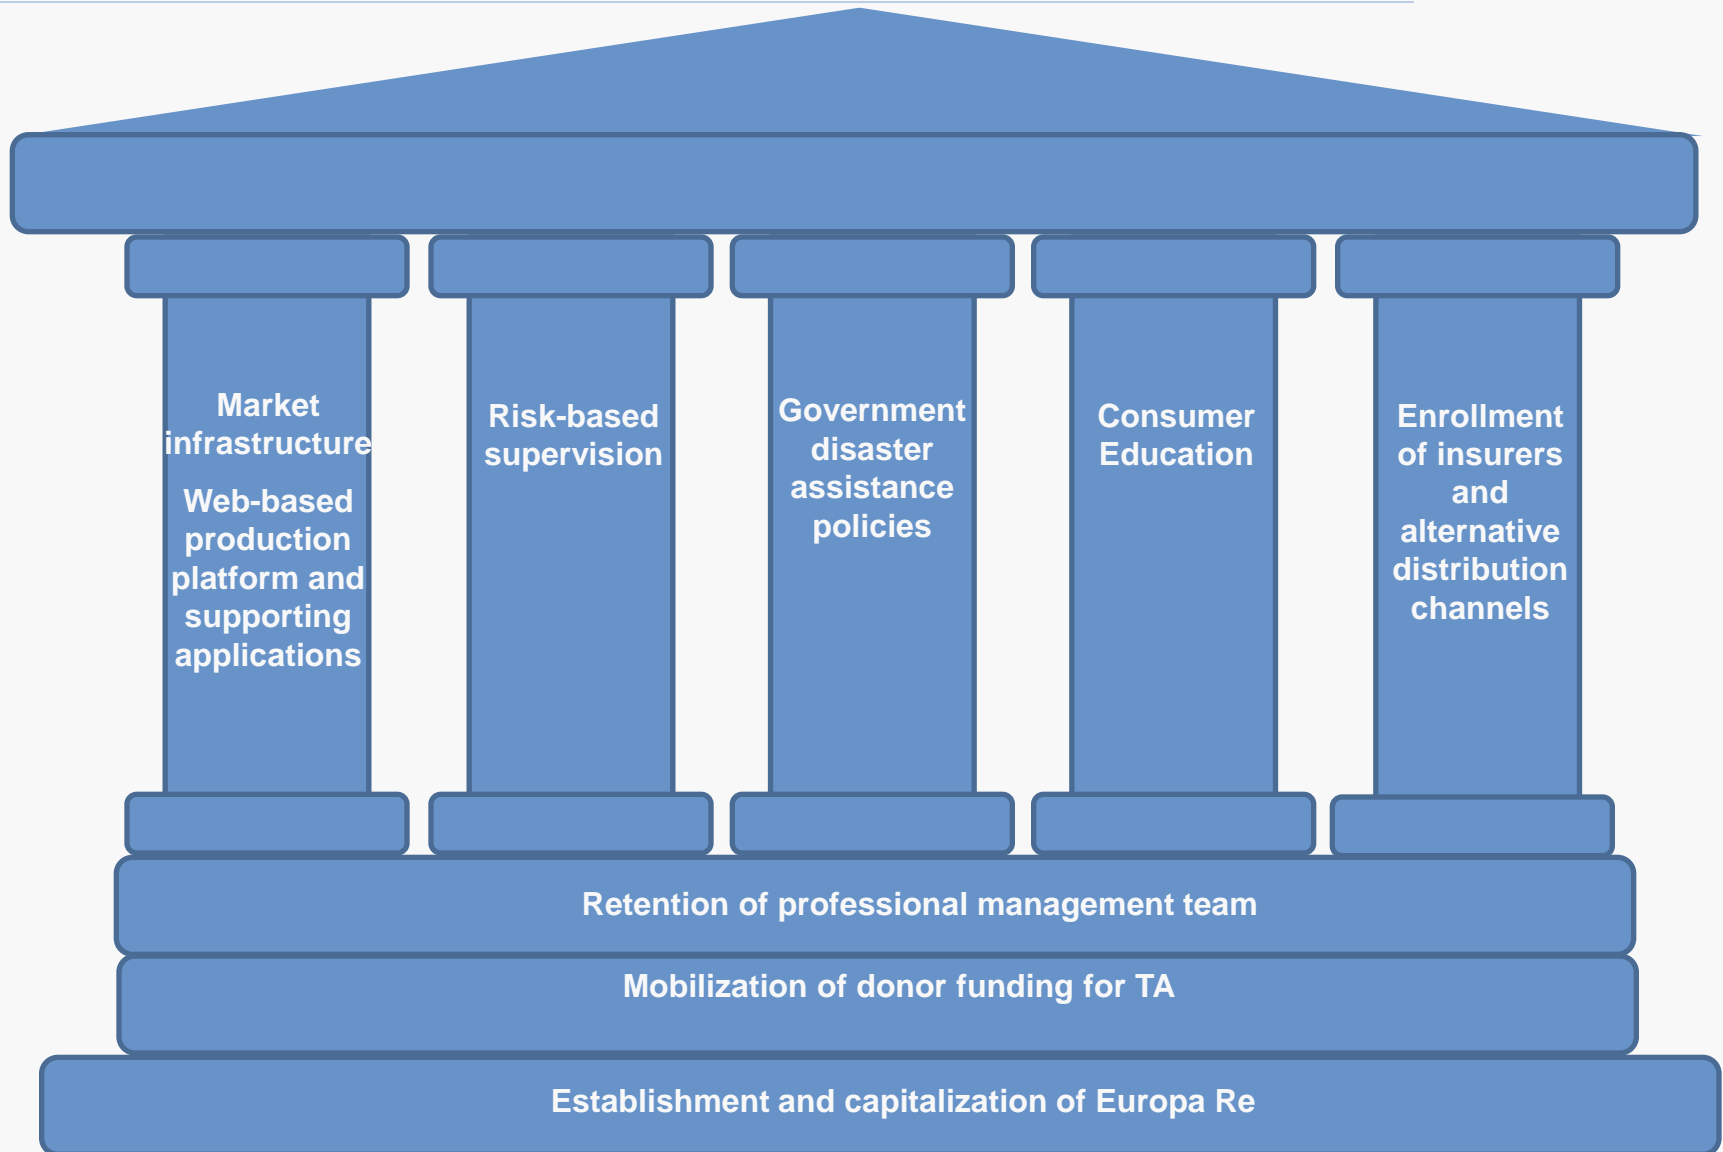 Market
infrastructure
Web-based
production
platform and
supporting
applications
Risk-based
supervision
Government
disaster
assistance
policies
Consumer
Education
Enrollment
of insurers
and
alternative
distribution
channels
Retention of professional management team
Mobilization of donor funding for TA
Establishment and capitalization of Europa Re